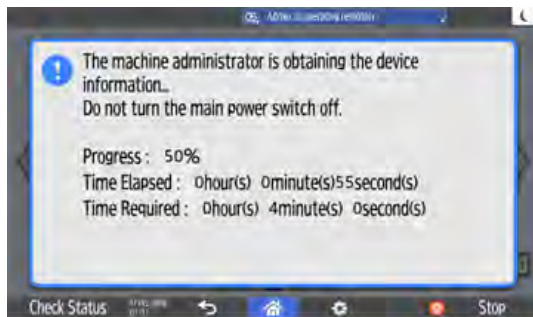 The machine administrator is obtaining the device
information...
Do not turn the main power switch off.
Progress : 50%
Time Elapsed : 0hour(s) 0minute(s)55second(s)
Time Required : 0hour(s) 4minute(s) 0second(s)
Check Status
Stop